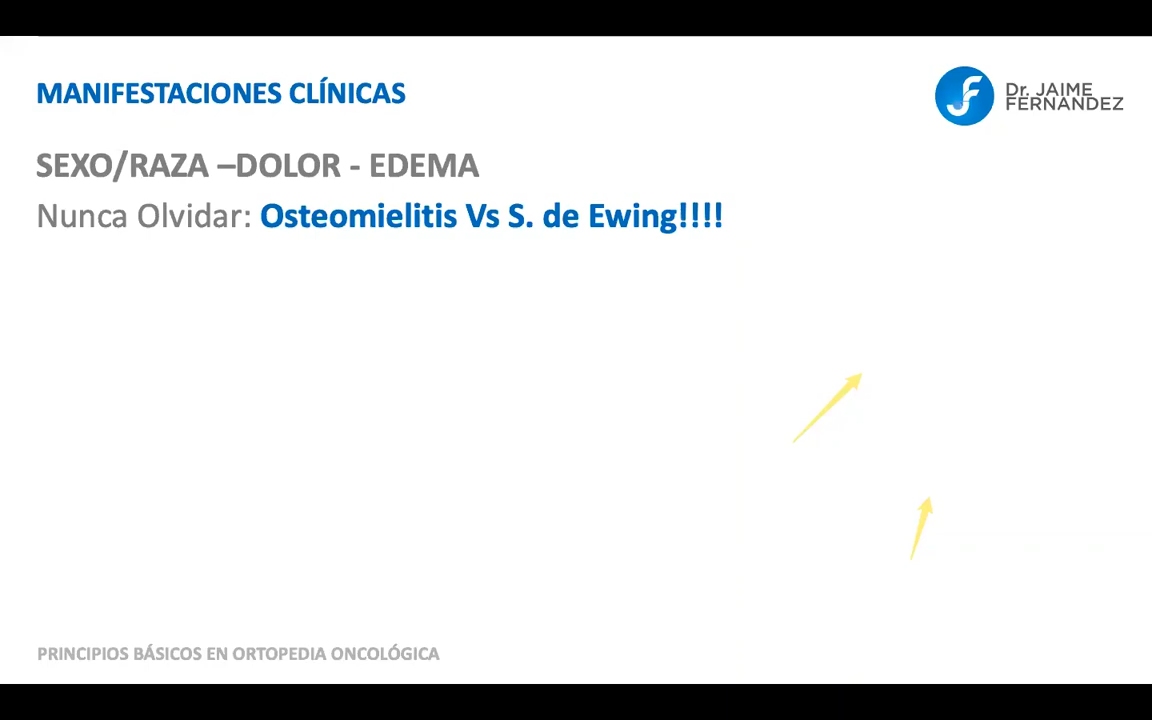 MANIFESTACIONES CLÍNICAS
Dr. JAIME
FERNANDEZ
SEXO/RAZA –DOLOR - EDEMA
Nunca Olvidar: Osteomielitis Vs S. de Ewing!!!!
PRINCIPIOS BÁSICOS EN ORTOPEDIA ONCOLÓGICA